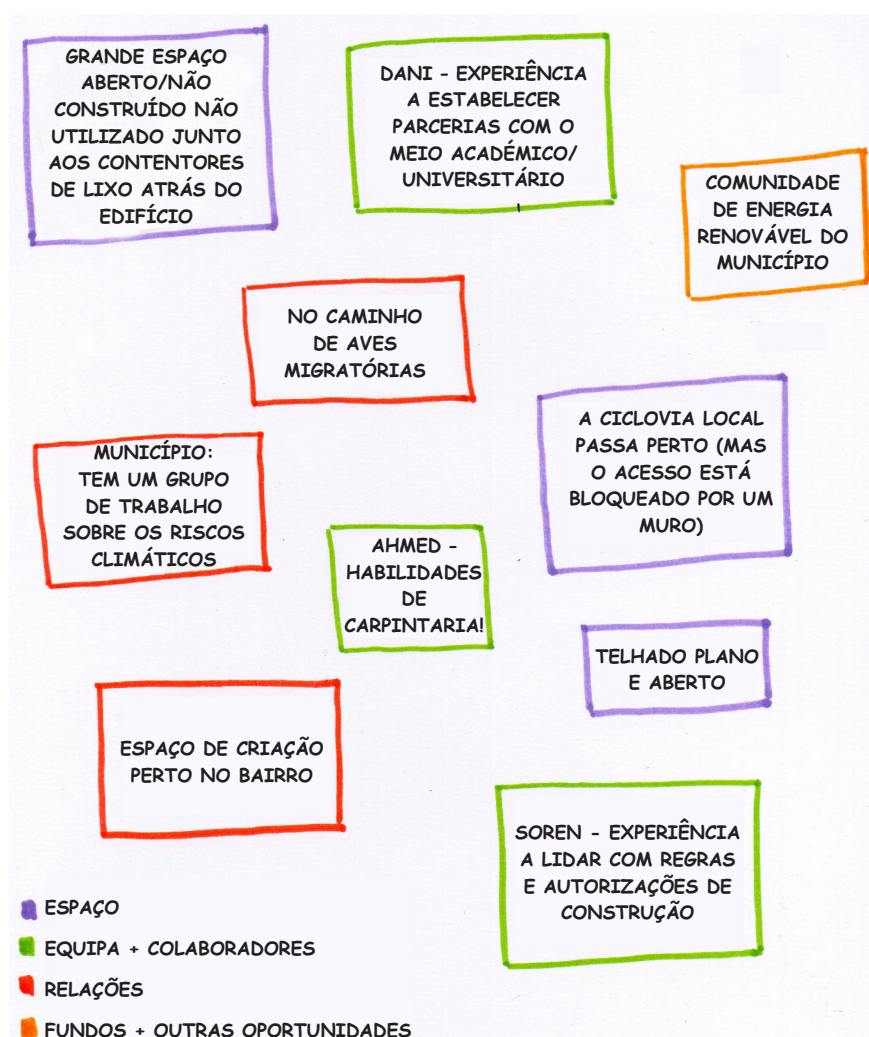 GRANDE ESPAÇO
ABERTO/NÃO
CONSTRUÍDO NÃO
UTILIZADO JUNTO
AOS CONTENTORES
DE LIXO ATRÁS DO
EDIFÍCIO
DANI - EXPERIÊNCIA
A ESTABELECER
PARCERIAS COM O
MEIO ACADÉMICO/
UNIVERSITÁRIO
COMUNIDADE
DE ENERGIA
RENOVÁVEL DO
MUNICÍPIO
NO CAMINHO
DE AVES
MIGRATÓRIAS
A CICLOVIA LOCAL
PASSA PERTO (MAS
O ACESSO ESTÁ
BLOQUEADO POR UM
MURO)
MUNICÍPIO:
TEM UM GRUPO
DE TRABALHO
SOBRE OS RISCOS
CLIMÁTICOS
AHMED -
HABILIDADES
DE
CARPINTARIA!
TELHADO PLANO
E ABERTO
ESPAÇO DE CRIAÇÃO
PERTO NO BAIRRO
SOREN - EXPERIÊNCIA
A LIDAR COM REGRAS
E AUTORIZAÇÕES DE
CONSTRUÇÃO
ESPAÇO
EQUIPA + COLABORADORES
RELAÇÕES
FUNDOS + OUTRAS OPORTUNIDADES